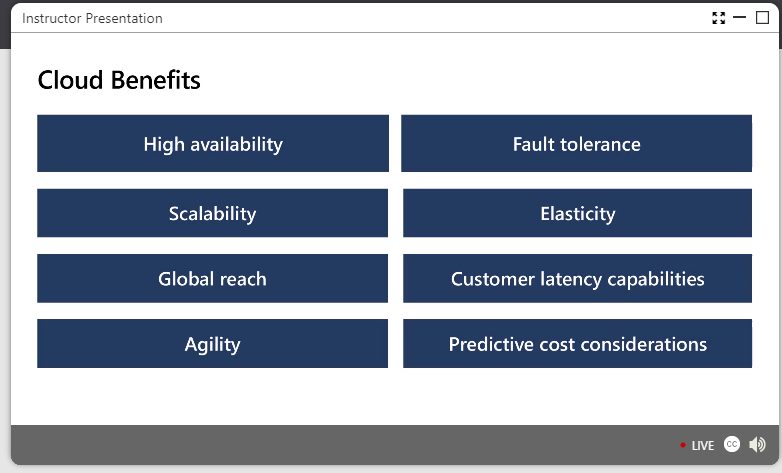 Instructor Presentation
Cloud Benefits
High availability
Fault tolerance
Scalability
Elasticity
Global reach
Customer latency capabilities
Agility
Predictive cost considerations
LIVE
CC